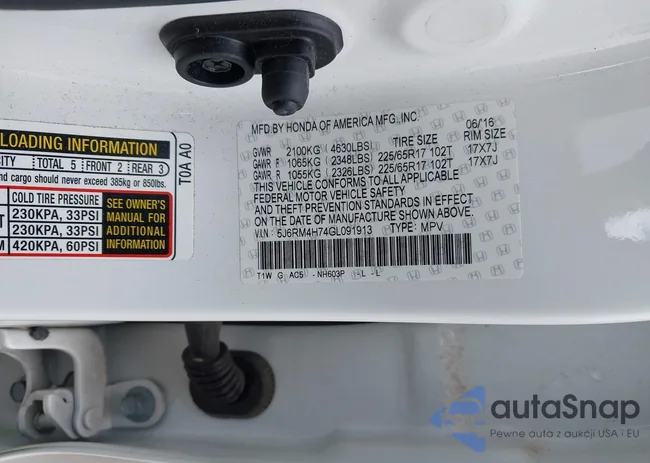 LOADING INFORMATION
CITY TOTAL 5 FRONT 2 REAR 3
and cargo should never exceed 385kg or 850lbs.
COLD TIRE PRESSURE
230KPA, 33PSI
230KPA, 33PSI
420KPA, 60PSI
SEE OWNER'S
MANUAL FOR
ADDITIONAL
INFORMATION
T0A A0
MFD BY HONDA OF AMERICA MFG., INC. 06/16
GVWR 2100KG (4630LBS) TIRE SIZE RIM SIZE
GAWR F 1065KG (2348LBS) 225/65R17 102T 17X7J
GAWR R 1055KG (2326LBS) 225/65R17 102T 17X7J
THIS VEHICLE CONFORMS TO ALL APPLICABLE
FEDERAL MOTOR VEHICLE SAFETY
AND THEFT PREVENTION STANDARDS IN EFFECT
ON THE DATE OF MANUFACTURE SHOWN ABOVE.
V.I.N: 5J6RM4H74GL091913 TYPE: MPV
T1W G AC5 -NH603P -L -L
autaSnap
Pewne auta z aukcji USA i EU